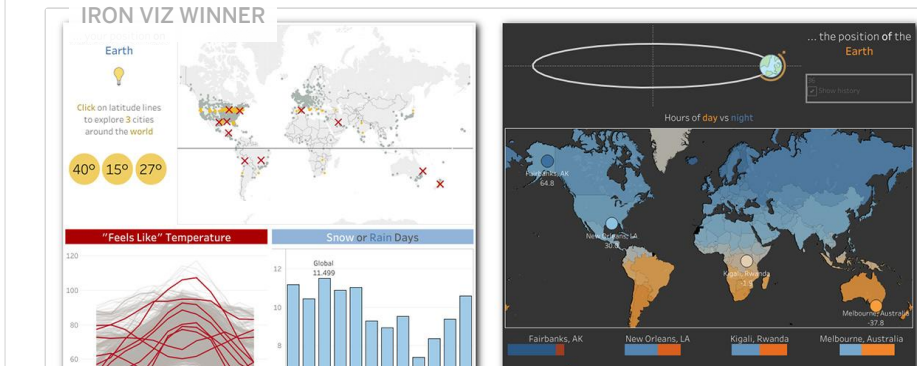 IRON VIZ WINNER
Earth
Click on latitude lines
to explore 3 cities
around the world
40° 15° 27°
"Feels Like" Temperature
120
100
80
60
Snow or Rain Days
Global
11.499
12
10
8
... the position of the
Earth
Show history
Hours of day vs night
Fairbanks, AK
64.8
New Orleans, LA
Kigali, Rwanda
Melbourne, Australia
-37.8
Fairbanks, AK
New Orleans, LA
Kigali, Rwanda
Melbourne, Australia